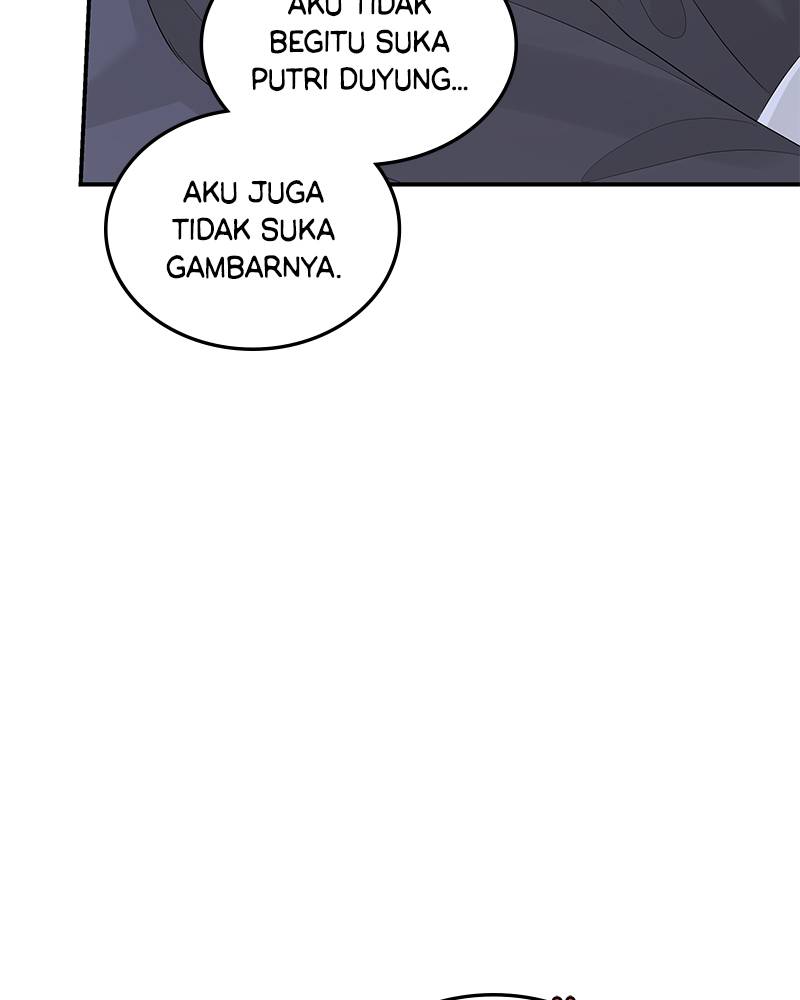 AKU TIDAK
BEGITU SUKA
PUTRI DUYUNG...
AKU JUGA
TIDAK SUKA
GAMBARNYA.